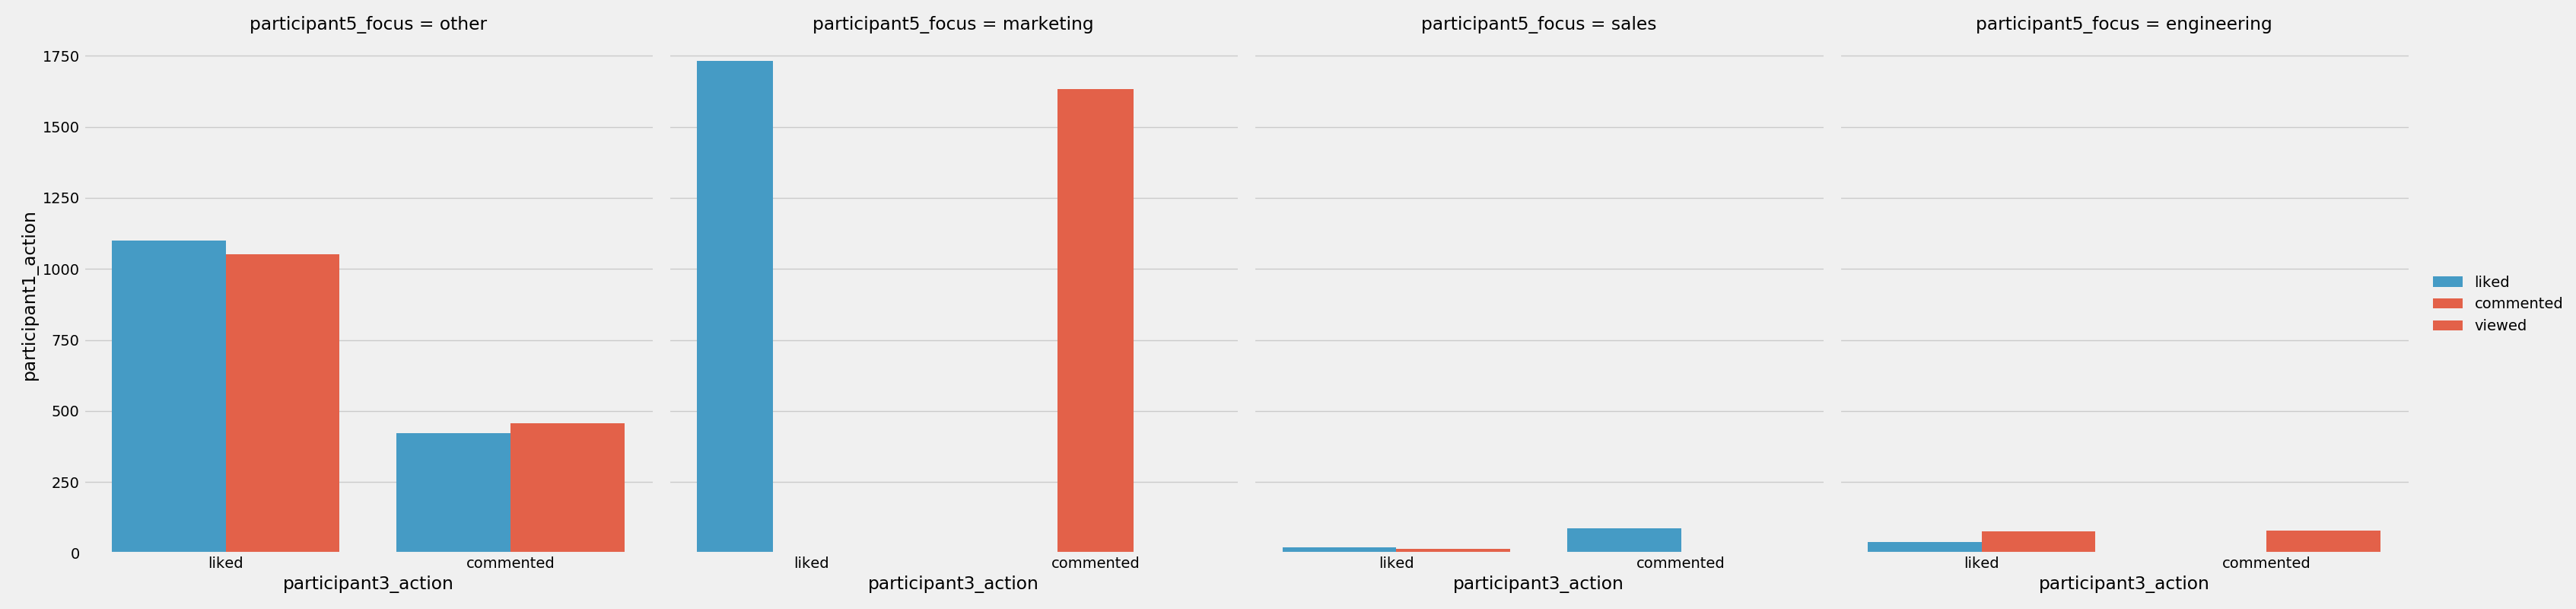 participant5_focus = other
participant5_focus = marketing
participant5_focus = sales
participant5_focus = engineering
1750
1500
1250
1000
750
500
250
0
participant1_action
liked
commented
liked
commented
liked
commented
liked
commented
participant3_action
participant3_action
participant3_action
participant3_action
liked
commented
viewed